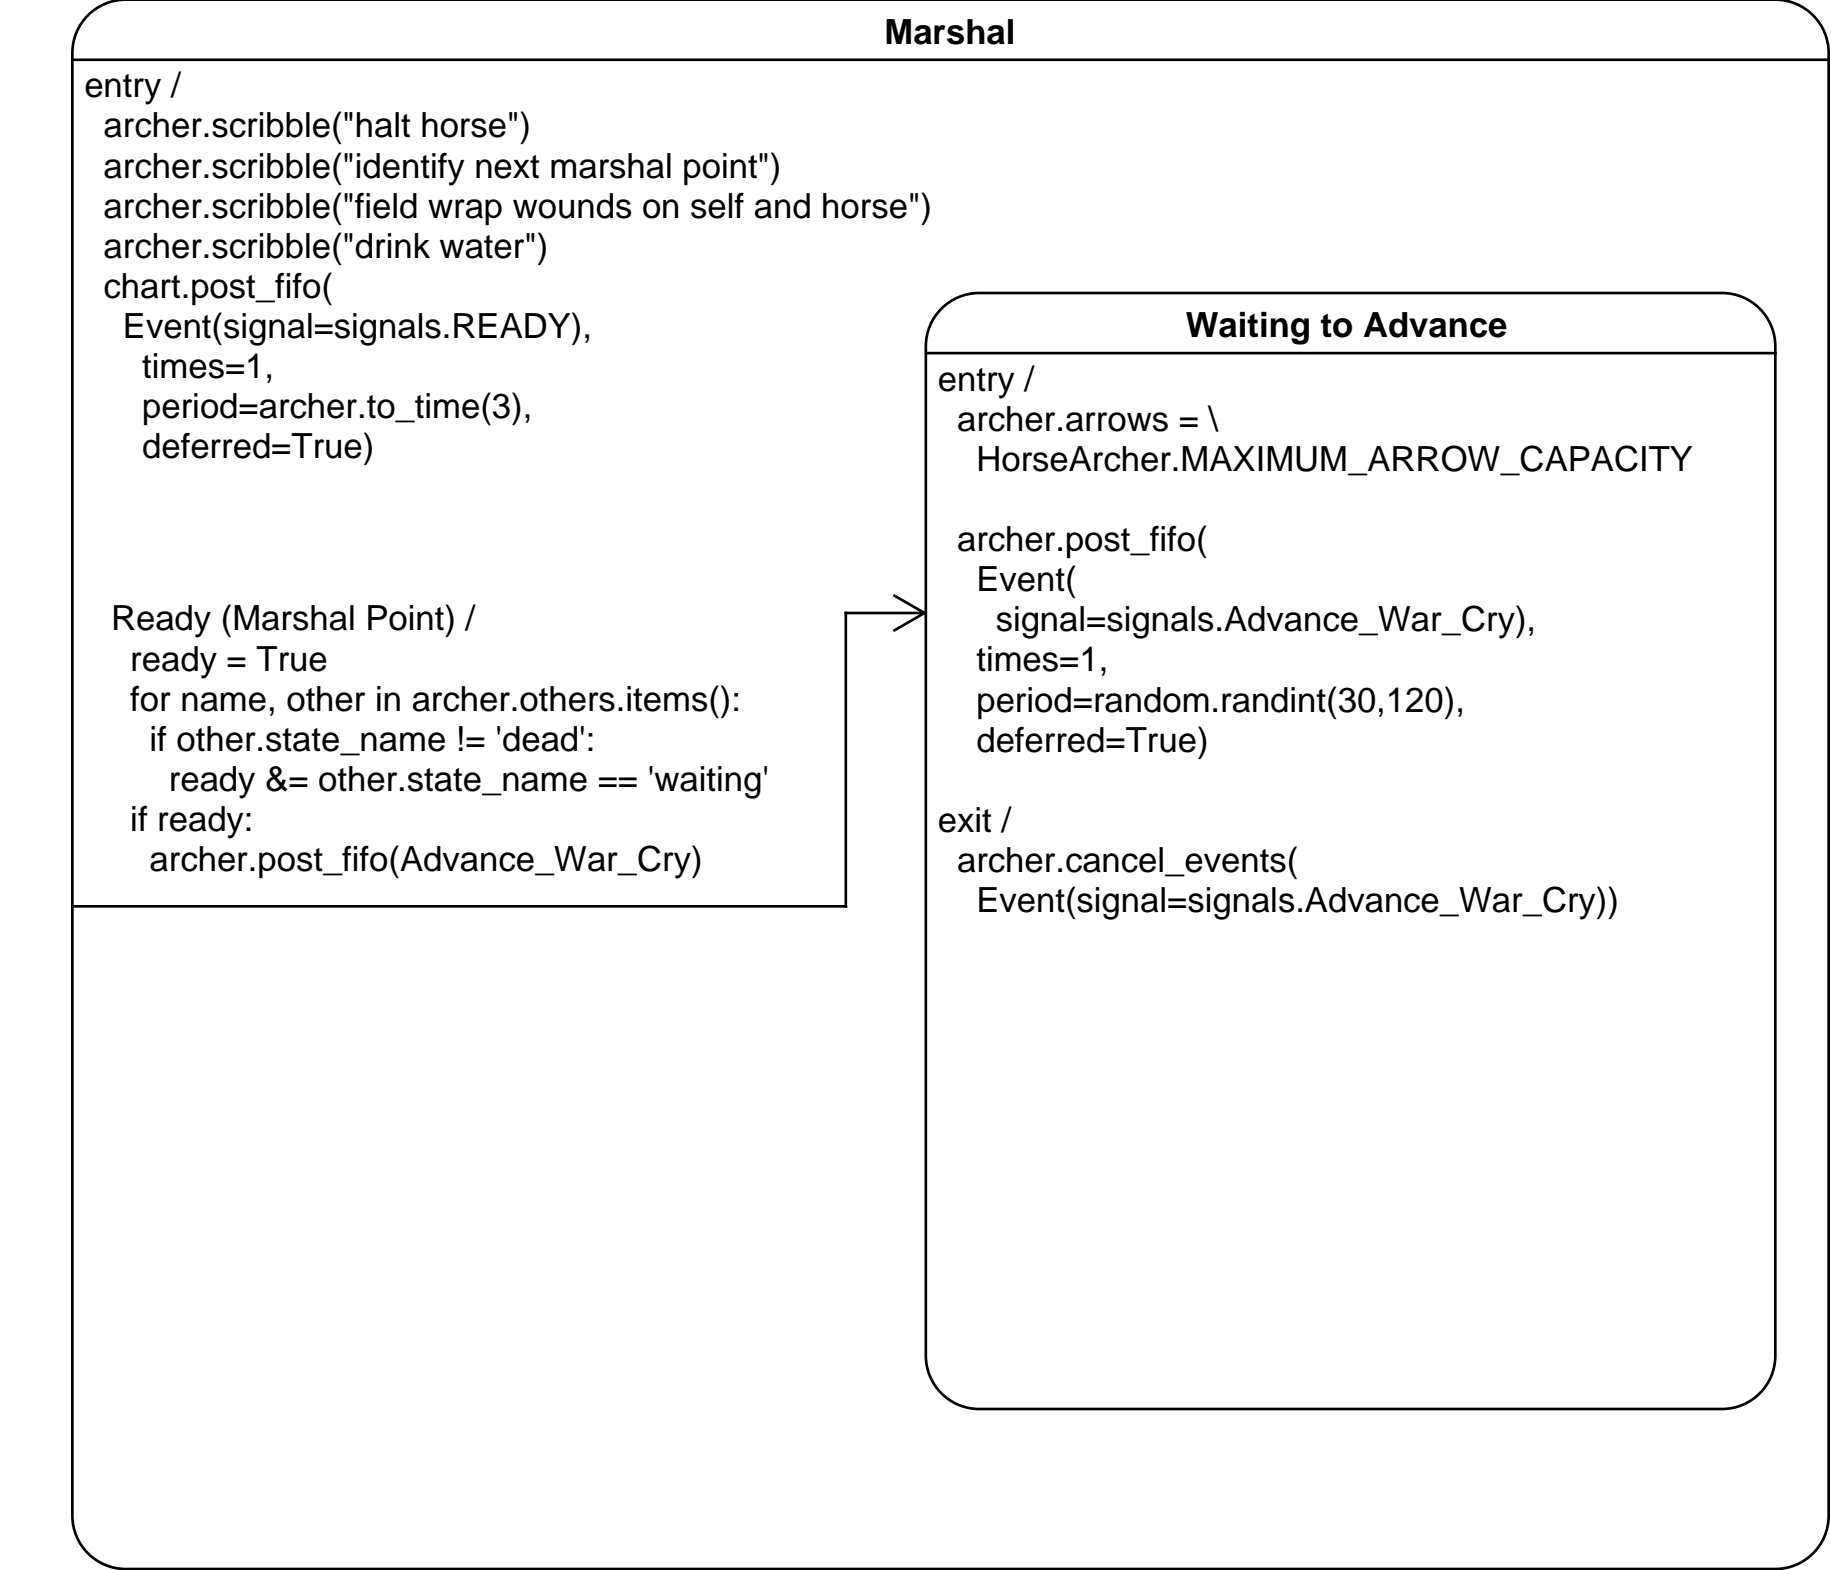 Marshal
entry /
archer.scribble("halt horse")
archer.scribble("identify next marshal point")
archer.scribble("field wrap wounds on self and horse")
archer.scribble("drink water")
chart.post_fifo(
Event(signal=signals.READY),
times=1,
period=archer.to_time(3),
deferred=True)
Ready (Marshal Point) /
ready = True
for name, other in archer.others.items():
if other.state_name != 'dead':
ready &= other.state_name == 'waiting'
if ready:
archer.post_fifo(Advance_War_Cry)
Waiting to Advance
entry /
archer.arrows = \
HorseArcher.MAXIMUM_ARROW_CAPACITY
archer.post_fifo(
Event(
signal=signals.Advance_War_Cry),
times=1,
period=random.randint(30,120),
deferred=True)
exit /
archer.cancel_events(
Event(signal=signals.Advance_War_Cry))